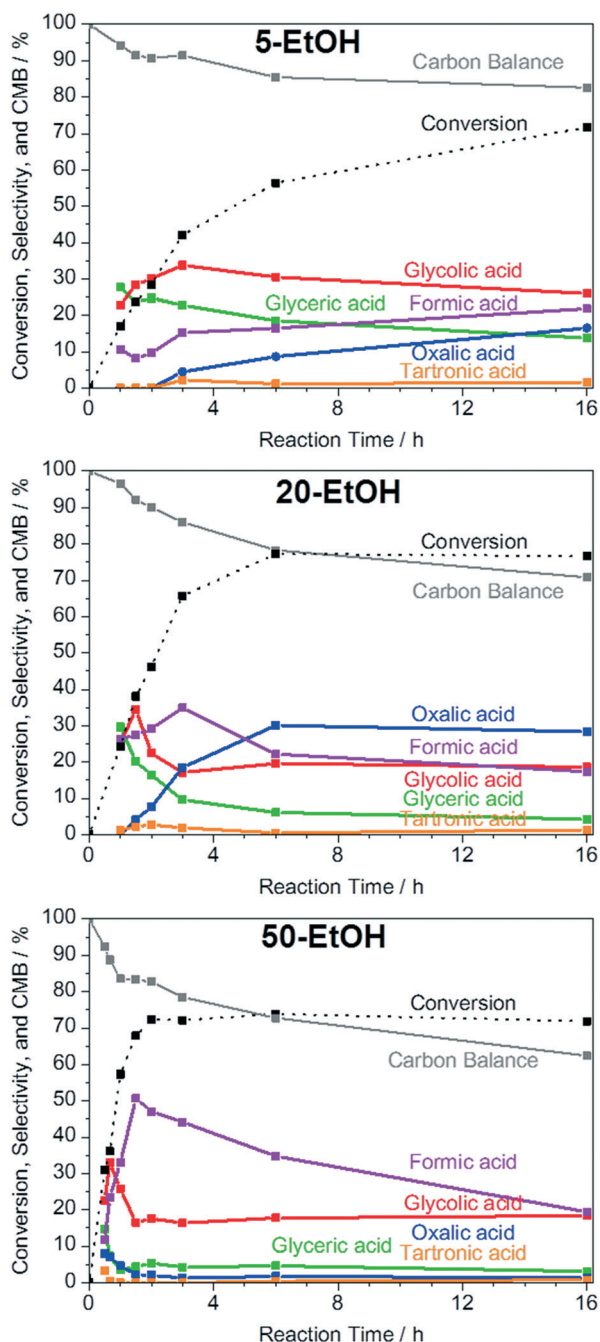 5-EtOH
Conversion, Selectivity, and CMB / %
100
90
80
70
60
50
40
30
20
10
0
Carbon Balance
Conversion
Glycolic acid
Glyceric acid
Formic acid
Oxalic acid
Tartronic acid
0 4 8 12 16
Reaction Time / h
20-EtOH
Conversion, Selectivity, and CMB / %
100
90
80
70
60
50
40
30
20
10
0
Conversion
Carbon Balance
Oxalic acid
Formic acid
Glycolic acid
Glyceric acid
Tartronic acid
0 4 8 12 16
Reaction Time / h
50-EtOH
Conversion, Selectivity, and CMB / %
100
90
80
70
60
50
40
30
20
10
0
Conversion
Carbon Balance
Formic acid
Glycolic acid
Oxalic acid
Glyceric acid
Tartronic acid
0 4 8 12 16
Reaction Time / h